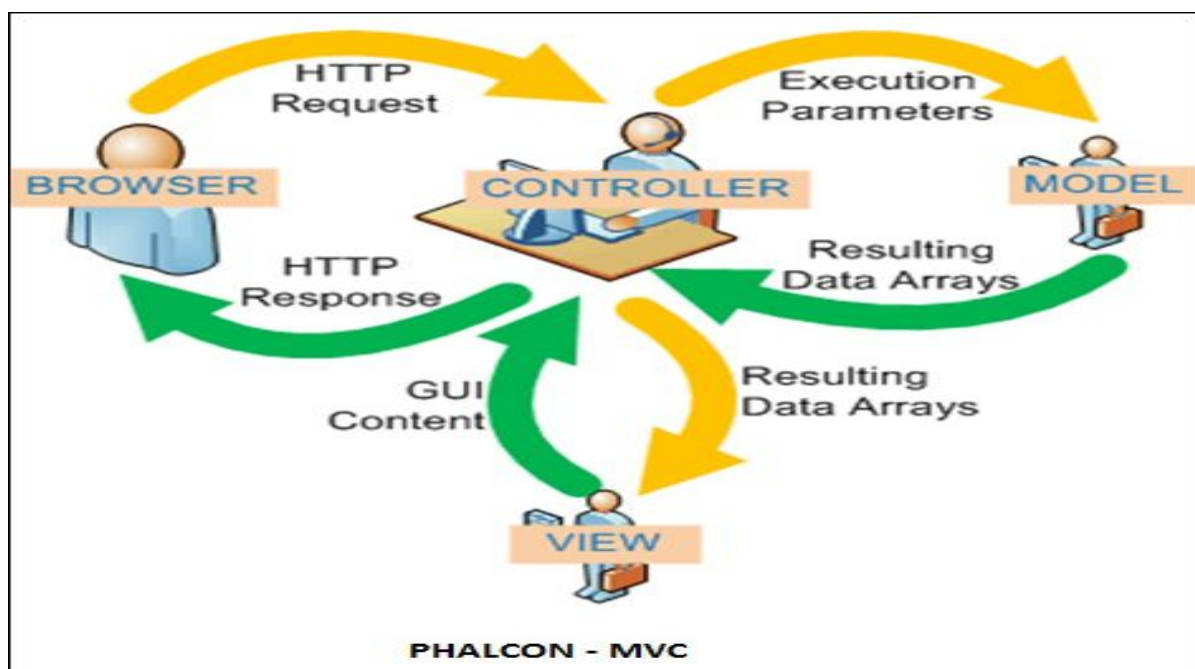 HTTP
Request
Execution
Parameters
BROWSER
CONTROLLER
MODEL
HTTP
Response
Resulting
Data Arrays
GUI
Content
Resulting
Data Arrays
VIEW
PHALCON - MVC